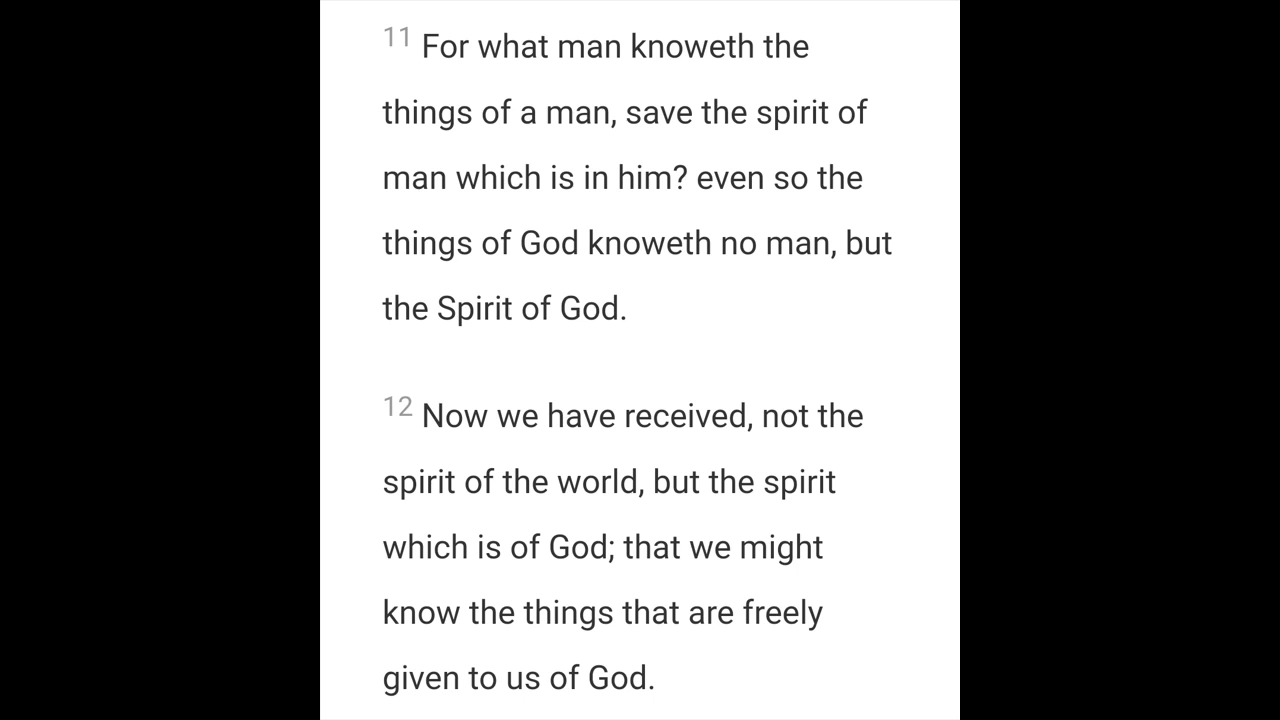 11 For what man knoweth the
things of a man, save the spirit of
man which is in him? even so the
things of God knoweth no man, but
the Spirit of God.
12 Now we have received, not the
spirit of the world, but the spirit
which is of God; that we might
know the things that are freely
given to us of God.